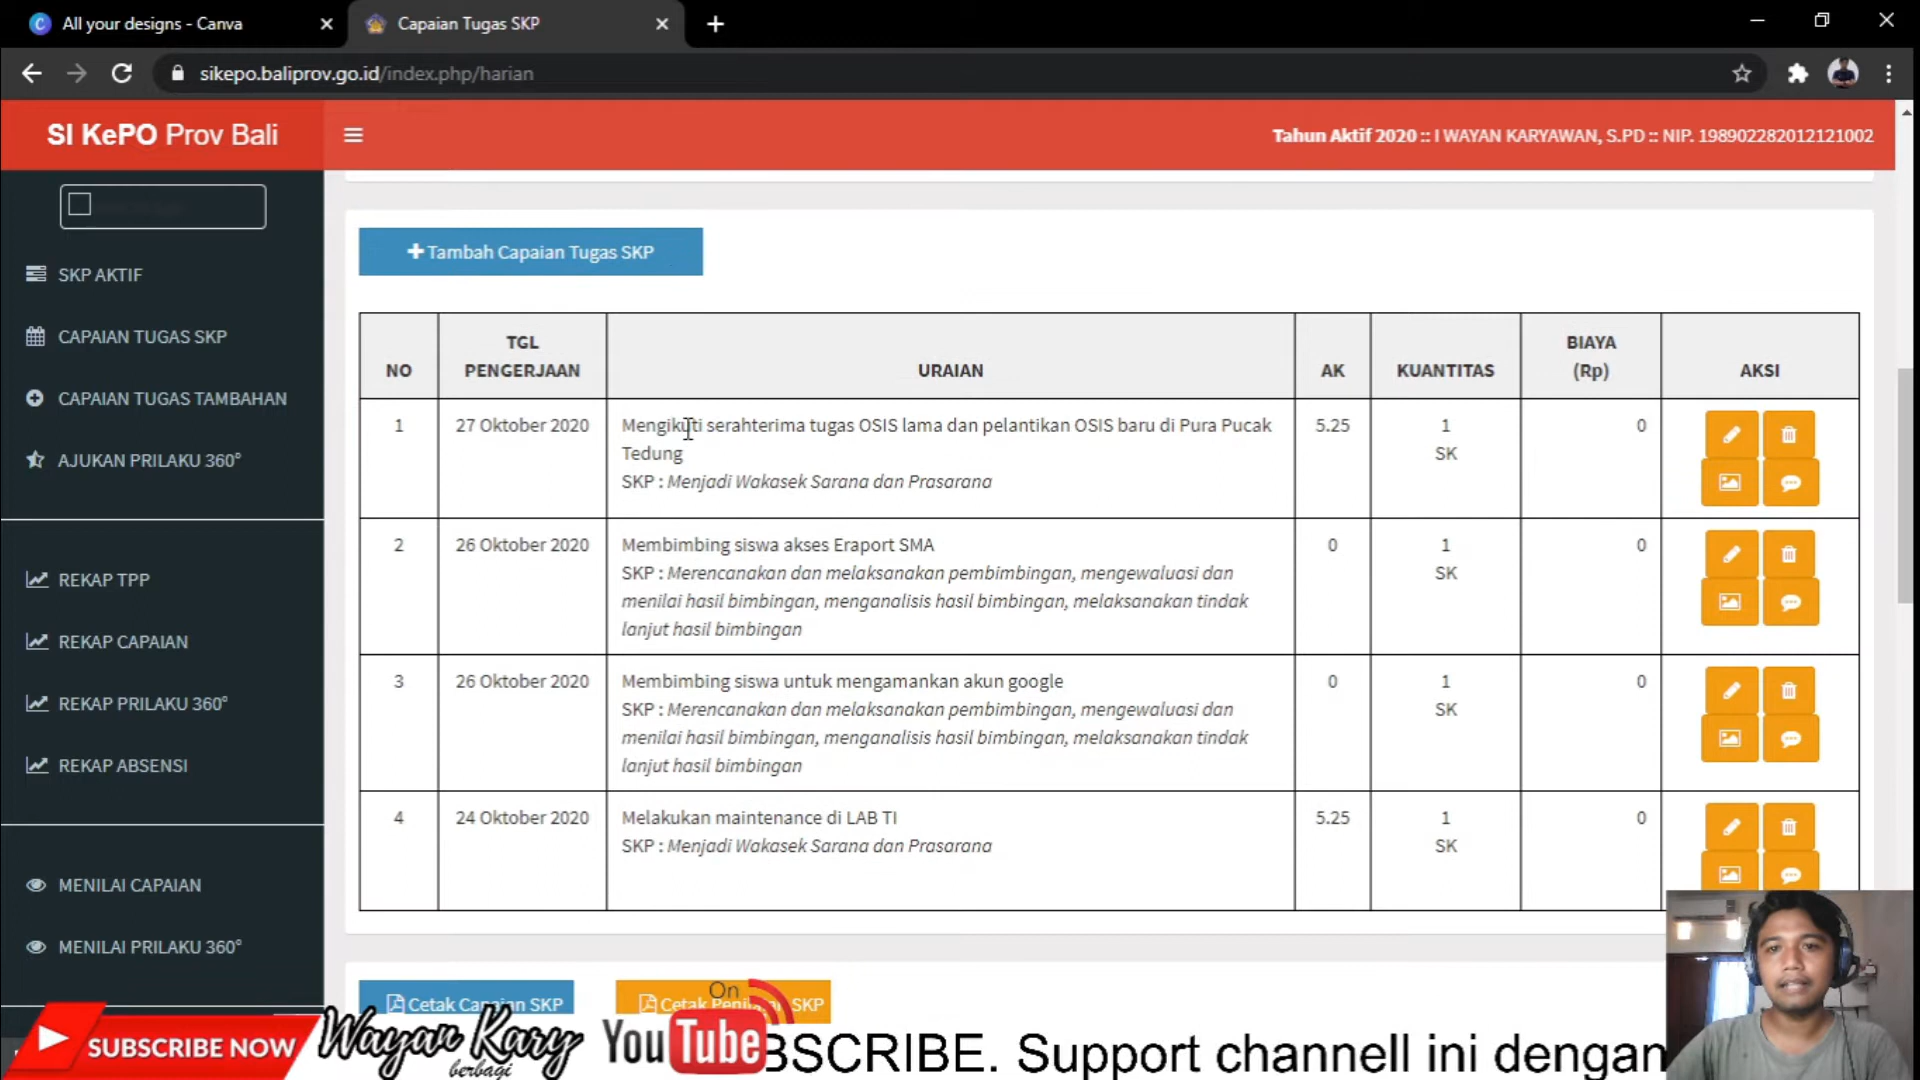 All your designs - Canva
Capaian Tugas SKP
sikepo.baliprov.go.id/index.php/harian
SI KePO Prov Bali
Tahun Aktif 2020 :: I WAYAN KARYAWAN, S.PD :: NIP. 198902282012121002
SKP AKTIF
CAPAIAN TUGAS SKP
CAPAIAN TUGAS TAMBAHAN
AJUKAN PRILAKU 360°
REKAP TPP
REKAP CAPAIAN
REKAP PRILAKU 360°
REKAP ABSENSI
MENILAI CAPAIAN
MENILAI PRILAKU 360°
Tambah Capaian Tugas SKP
NO TGL PENGERJAAN URAIAN AK KUANTITAS BIAYA (Rp) AKSI
1 27 Oktober 2020 Mengikuti serahterima tugas OSIS lama dan pelantikan OSIS baru di Pura Pucak 5.25 1 0
Tedung SK
SKP : Menjadi Wakasek Sarana dan Prasarana
2 26 Oktober 2020 Membimbing siswa akses Eraport SMA 0 1 0
SKP : Merencanakan dan melaksanakan pembimbingan, mengewaluasi dan SK
menilai hasil bimbingan, menganalisis hasil bimbingan, melaksanakan tindak
lanjut hasil bimbingan
3 26 Oktober 2020 Membimbing siswa untuk mengamankan akun google 0 1 0
SKP : Merencanakan dan melaksanakan pembimbingan, mengewaluasi dan SK
menilai hasil bimbingan, menganalisis hasil bimbingan, melaksanakan tindak
lanjut hasil bimbingan
4 24 Oktober 2020 Melakukan maintenance di LAB TI 5.25 1 0
SKP : Menjadi Wakasek Sarana dan Prasarana SK
Cetak Capaian SKP
Cetak SKP
SUBSCRIBE NOW
Wayan Kary
berbagi
On
YouTube
BSCRIBE. Support channell ini dengan